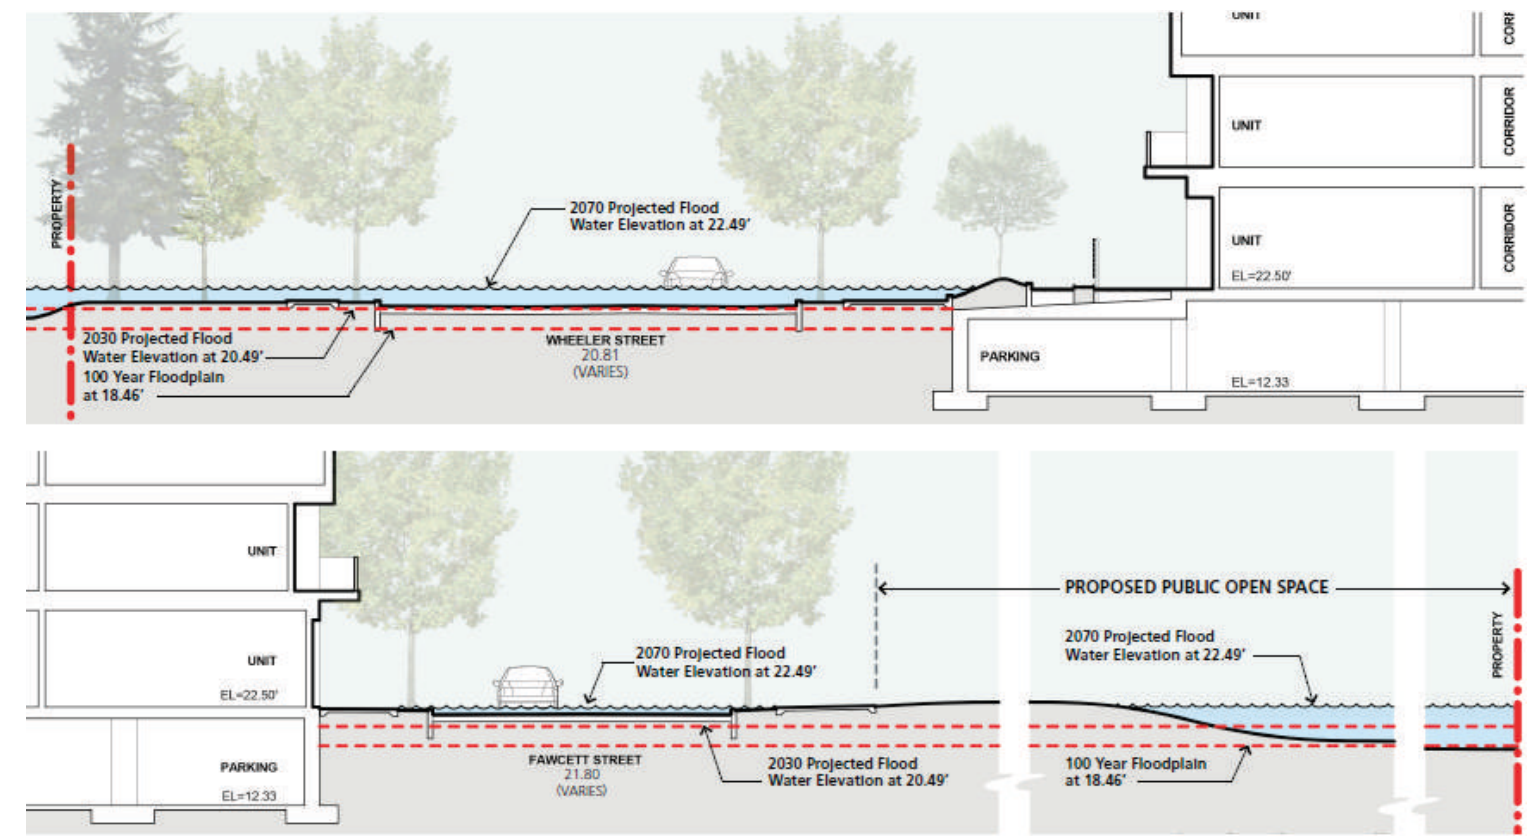 UNIT
UNIT
CORRIDOR
PROPERTY
2070 Projected Flood
Water Elevation at 22.49'
UNIT
EL=22.50'
CORRIDOR
2030 Projected Flood
Water Elevation at 20.49'
100 Year Floodplain
at 18.46'
WHEELER STREET
20.81
(VARIES)
PARKING
EL=12.33
UNIT
PROPOSED PUBLIC OPEN SPACE
UNIT
EL=22.50'
2070 Projected Flood
Water Elevation at 22.49'
2070 Projected Flood
Water Elevation at 22.49'
PROPERTY
PARKING
EL=12.33
FAWCETT STREET
21.80
(VARIES)
2030 Projected Flood
Water Elevation at 20.49'
100 Year Floodplain
at 18.46'